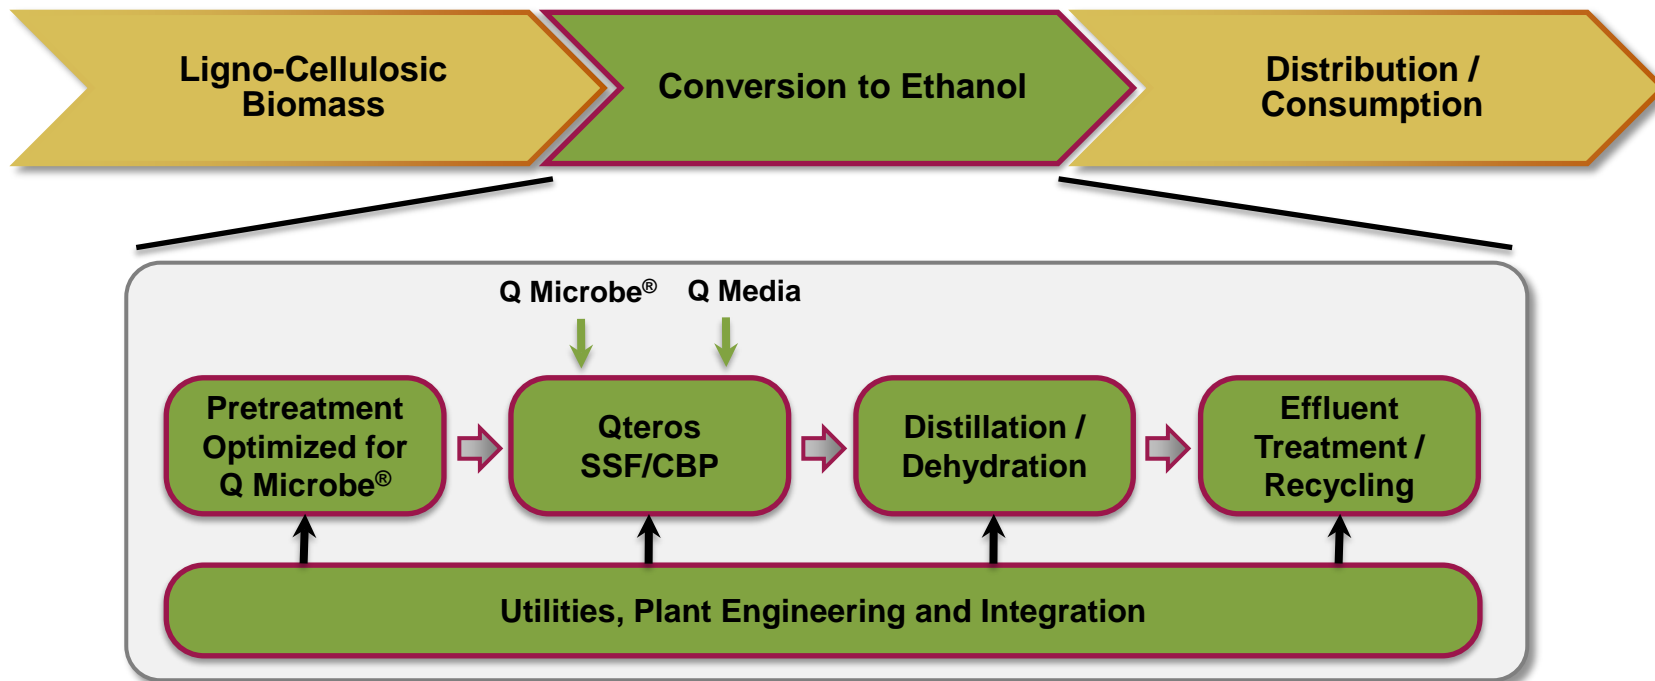 Ligno-Cellulosic
Biomass
Conversion to Ethanol
Distribution /
Consumption
Q Microbe®
Q Media
Pretreatment
Optimized for
Q Microbe®
Qteros
SSF/CBP
Distillation /
Dehydration
Effluent
Treatment /
Recycling
Utilities, Plant Engineering and Integration